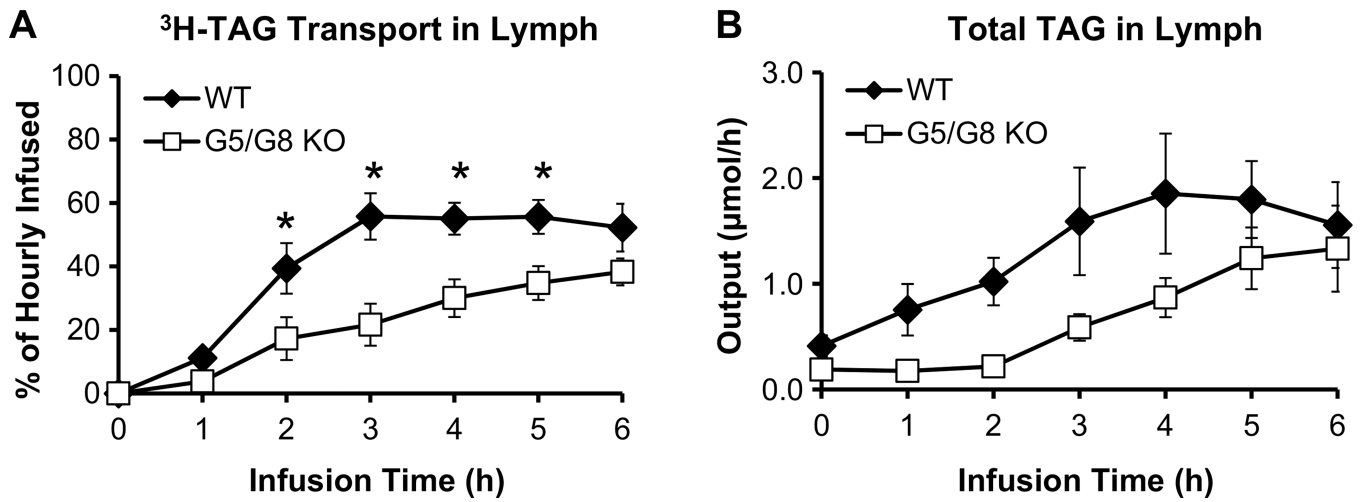 A
³H-TAG Transport in Lymph
% of Hourly Infused
100
80
60
40
20
0
WT
G5/G8 KO
*
*
*
*
0 1 2 3 4 5 6
Infusion Time (h)
B
Total TAG in Lymph
Output (µmol/h)
3.0
2.0
1.0
0.0
WT
G5/G8 KO
0 1 2 3 4 5 6
Infusion Time (h)